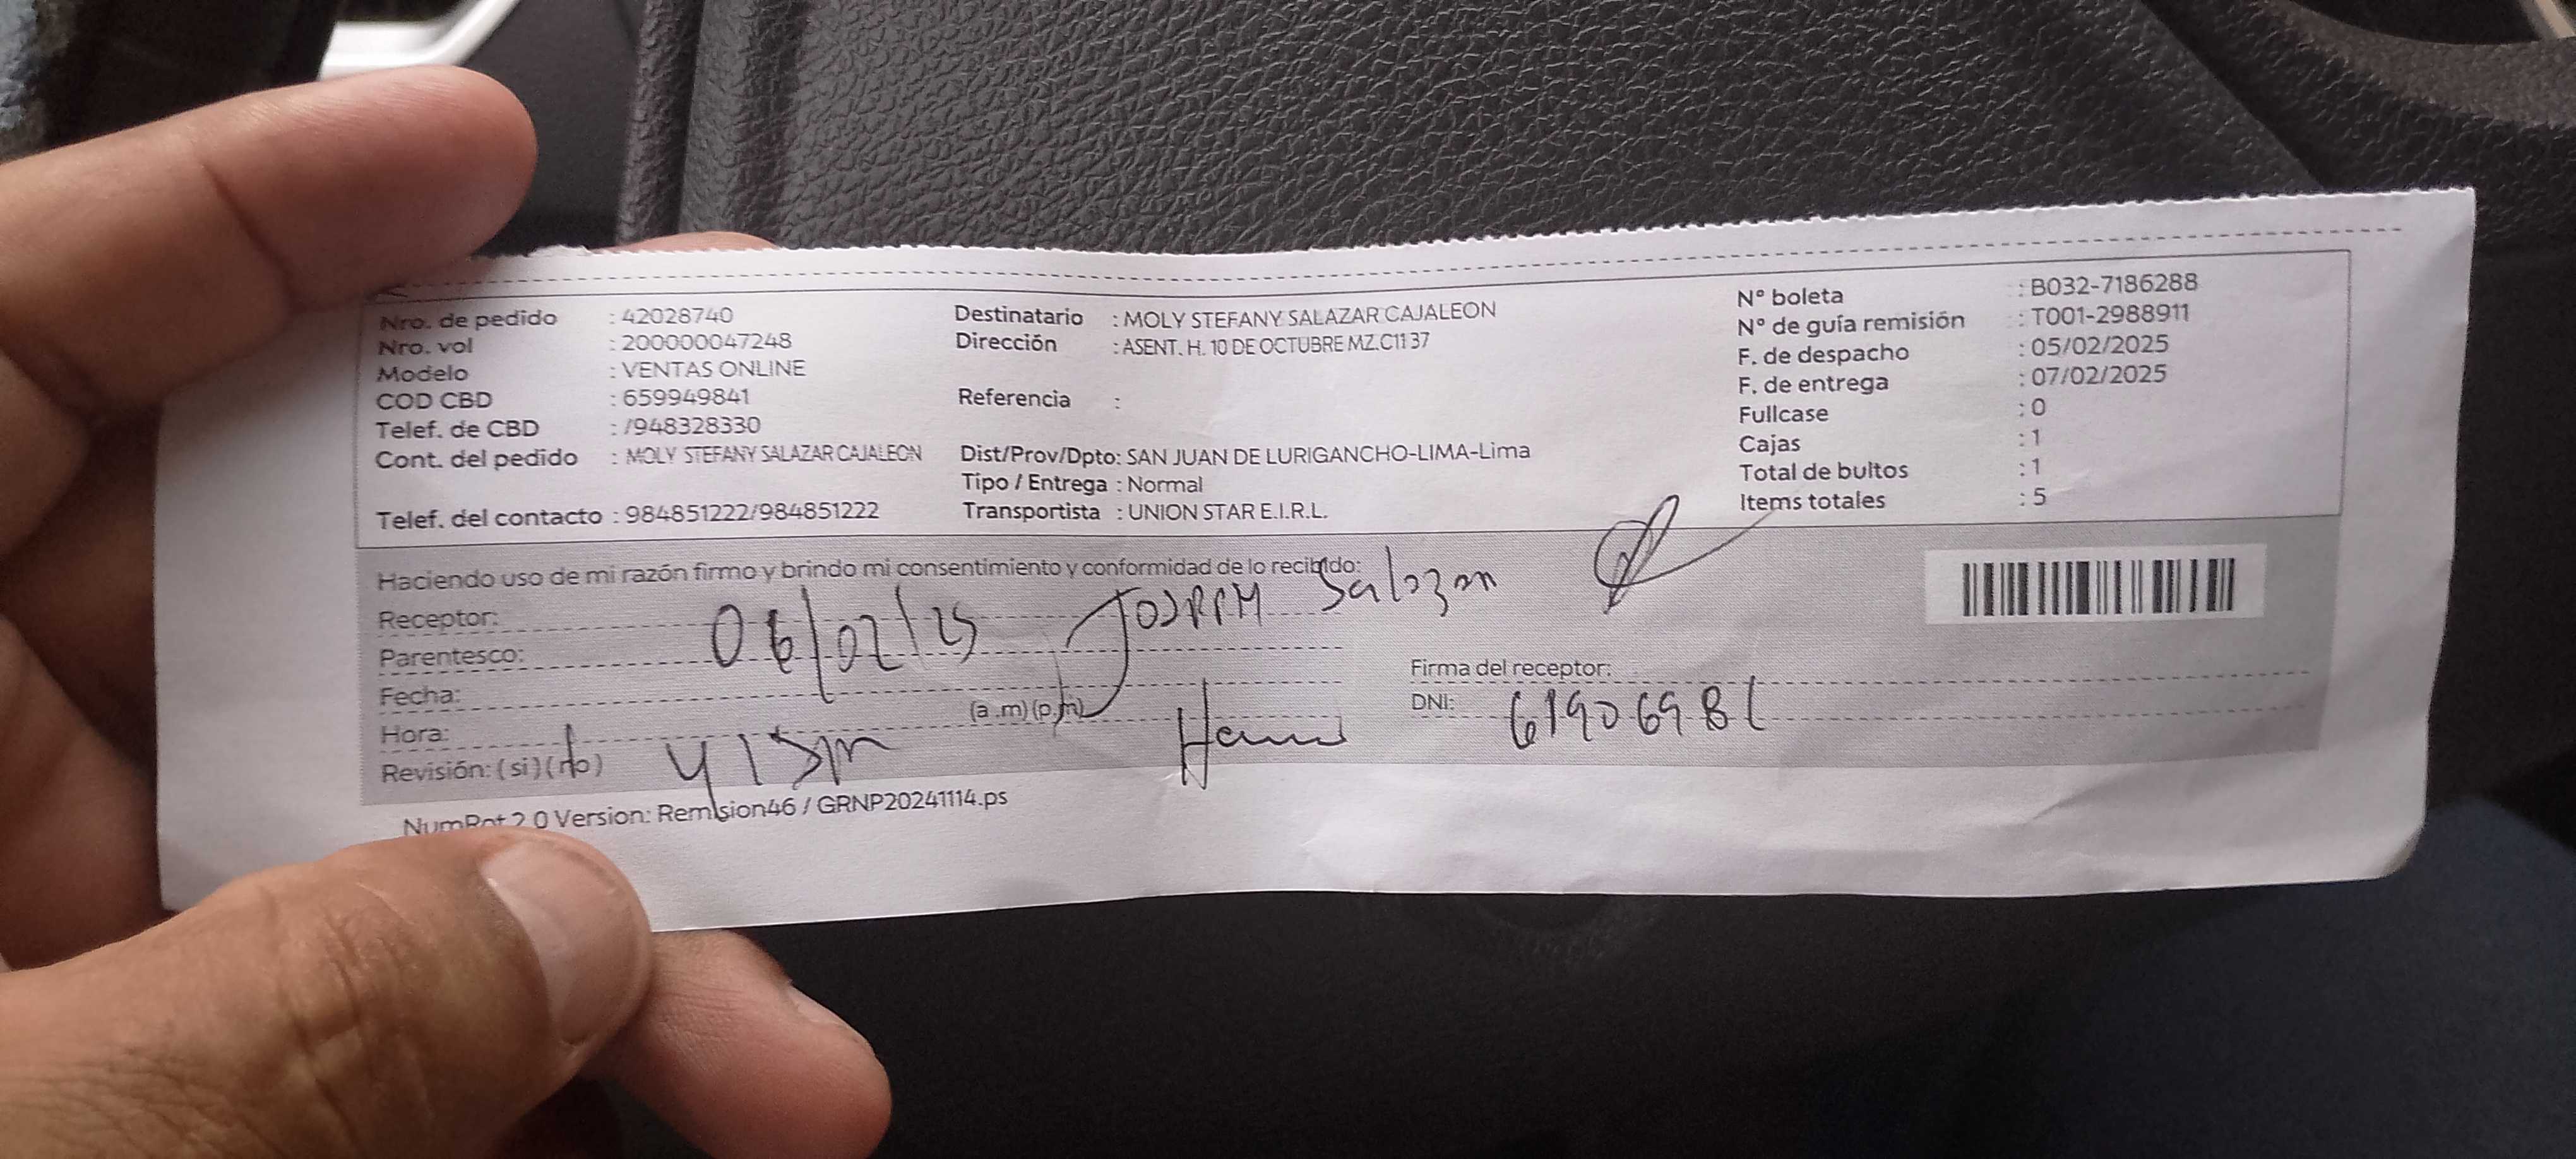 Nro. de pedido : 42028740
Nro. vol : 200000047248
Modelo : VENTAS ONLINE
COD CBD : 659949841
Telef. de CBD : /948328330
Cont. del pedido : MOLY STEFANY SALAZAR CAJALEON
Telef. del contacto : 984851222/984851222
Destinatario : MOLY STEFANY SALAZAR CAJALEON
Dirección : ASENT. H. 10 DE OCTUBRE MZ.C11 37
Referencia :
Dist/Prov/Dpto: SAN JUAN DE LURIGANCHO-LIMA-Lima
Tipo / Entrega : Normal
Transportista : UNION STAR E.I.R.L.
N° boleta : B032-7186288
N° de guía remisión : T001-2988911
F. de despacho : 05/02/2025
F. de entrega : 07/02/2025
Fullcase : 0
Cajas : 1
Total de bultos : 1
Items totales : 5
Haciendo uso de mi razón firmo y brindo mi consentimiento y conformidad de lo recibido:
Receptor: Salazar
Parentesco: 06/02/25
Fecha:
Hora: (a.m)(p.m)
Revisión: (si)(no)
Firma del receptor:
DNI:
NumRot 2.0 Version: Remision46 / GRNP20241114.ps